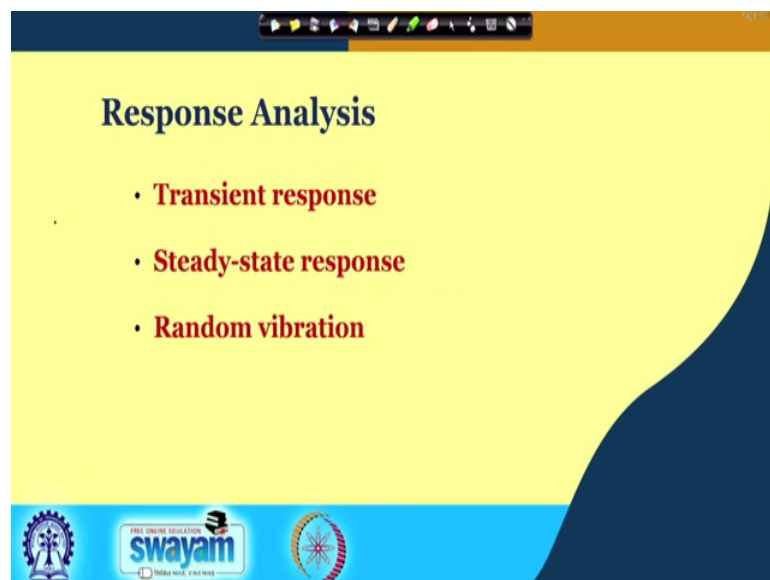 Response Analysis
• Transient response
• Steady-state response
• Random vibration
FREE ONLINE EDUCATION
swayam